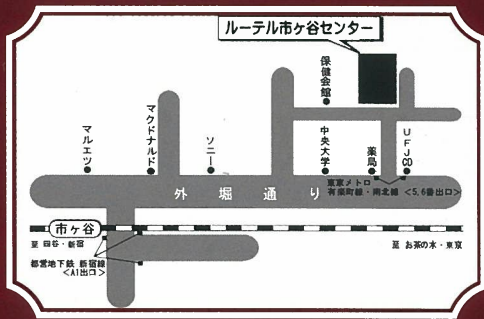 ルーテル市ヶ谷センター
保健会館
マルエツ
マクドナルド
ソニー
中央大学
薬局
UFJCD
東京メトロ
有楽町線・南北線 <5,6番出口>
外堀通り
市ヶ谷
至 四谷・新宿
至 お茶の水・東京
都営地下鉄 新宿線
<A1出口>